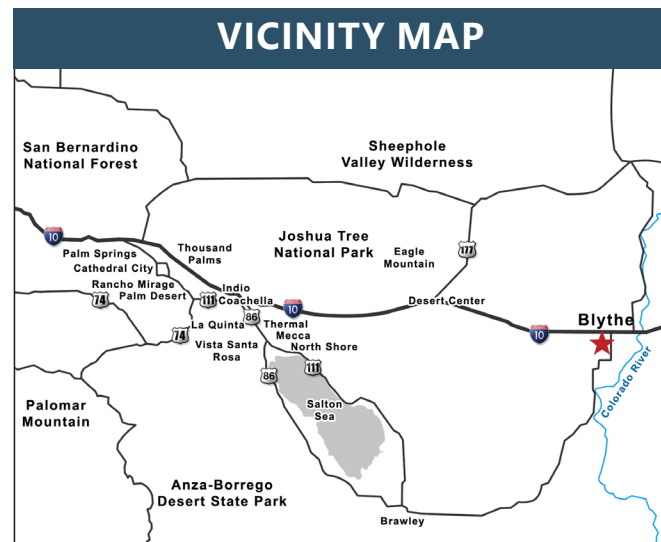 VICINITY MAP
San Bernardino
National Forest
Sheephole
Valley Wilderness
10
Palm Springs
Cathedral City
Thousand
Palms
Joshua Tree
National Park
Eagle
Mountain
177
Rancho Mirage
Palm Desert
74
111
Indio
Coachella
10
Desert Center
86
La Quinta
74
Thermal
Mecca
North Shore
Vista Santa
Rosa
10
Blythe
86
111
Colorado River
Salton
Sea
Palomar
Mountain
Anza-Borrego
Desert State Park
Brawley